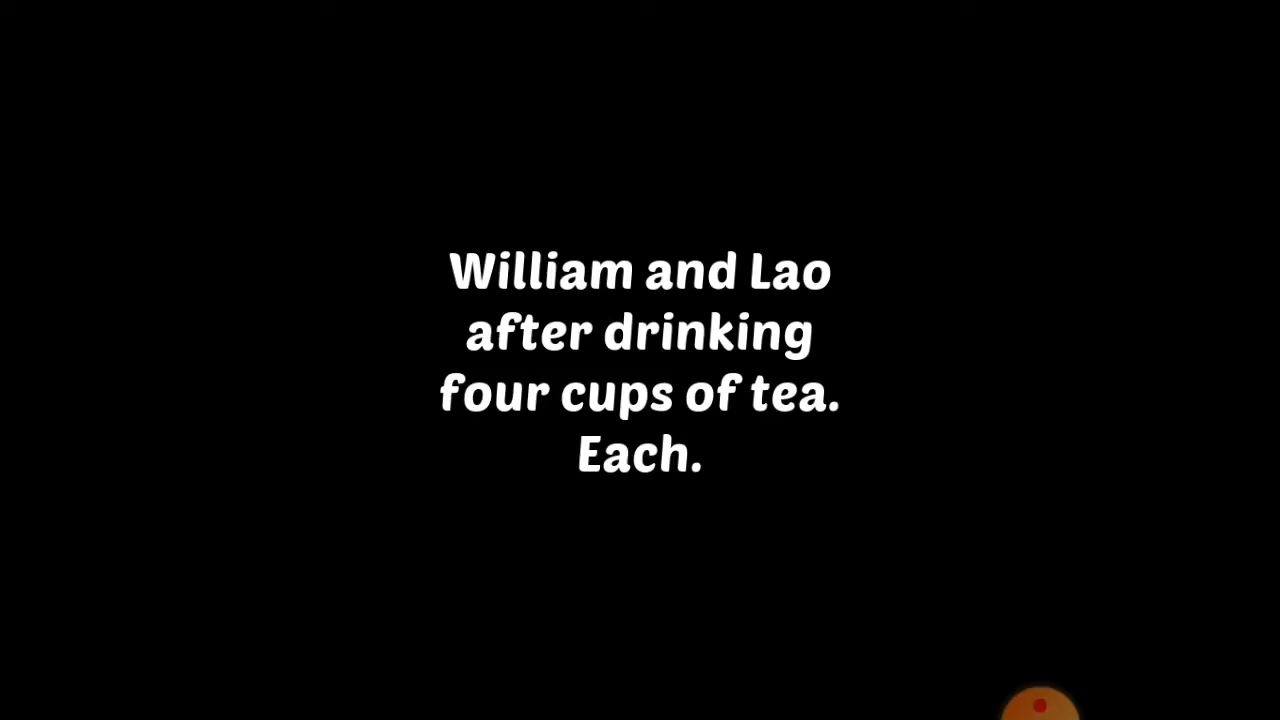 William and Lao
after drinking
four cups of tea.
Each.